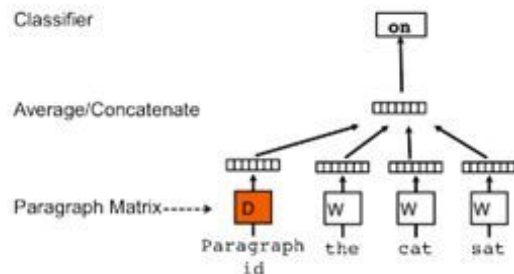 Classifier
on
Average/Concatenate
Paragraph Matrix
D
W
W
W
Paragraph
id
the
cat
sat